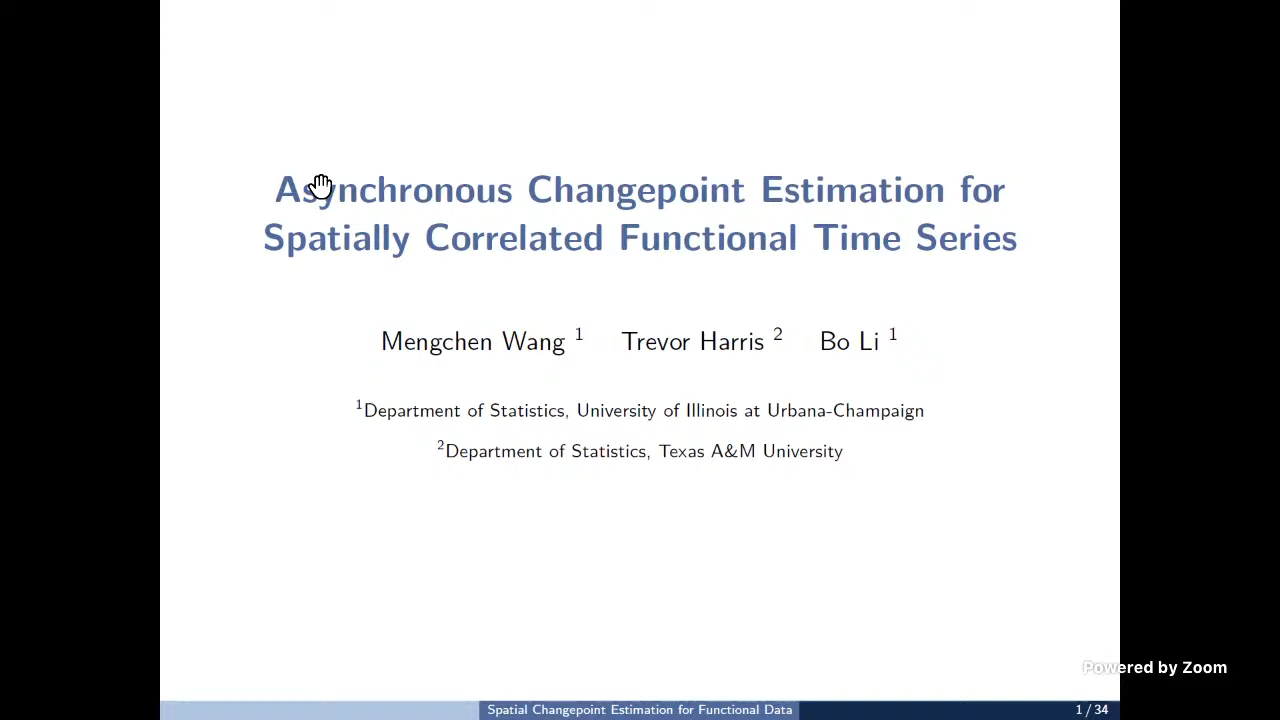 Asynchronous Changepoint Estimation for
Spatially Correlated Functional Time Series
Mengchen Wang 1 Trevor Harris 2 Bo Li 1
1Department of Statistics, University of Illinois at Urbana-Champaign
2Department of Statistics, Texas A&M University
Powered by Zoom
Spatial Changepoint Estimation for Functional Data 1 / 34